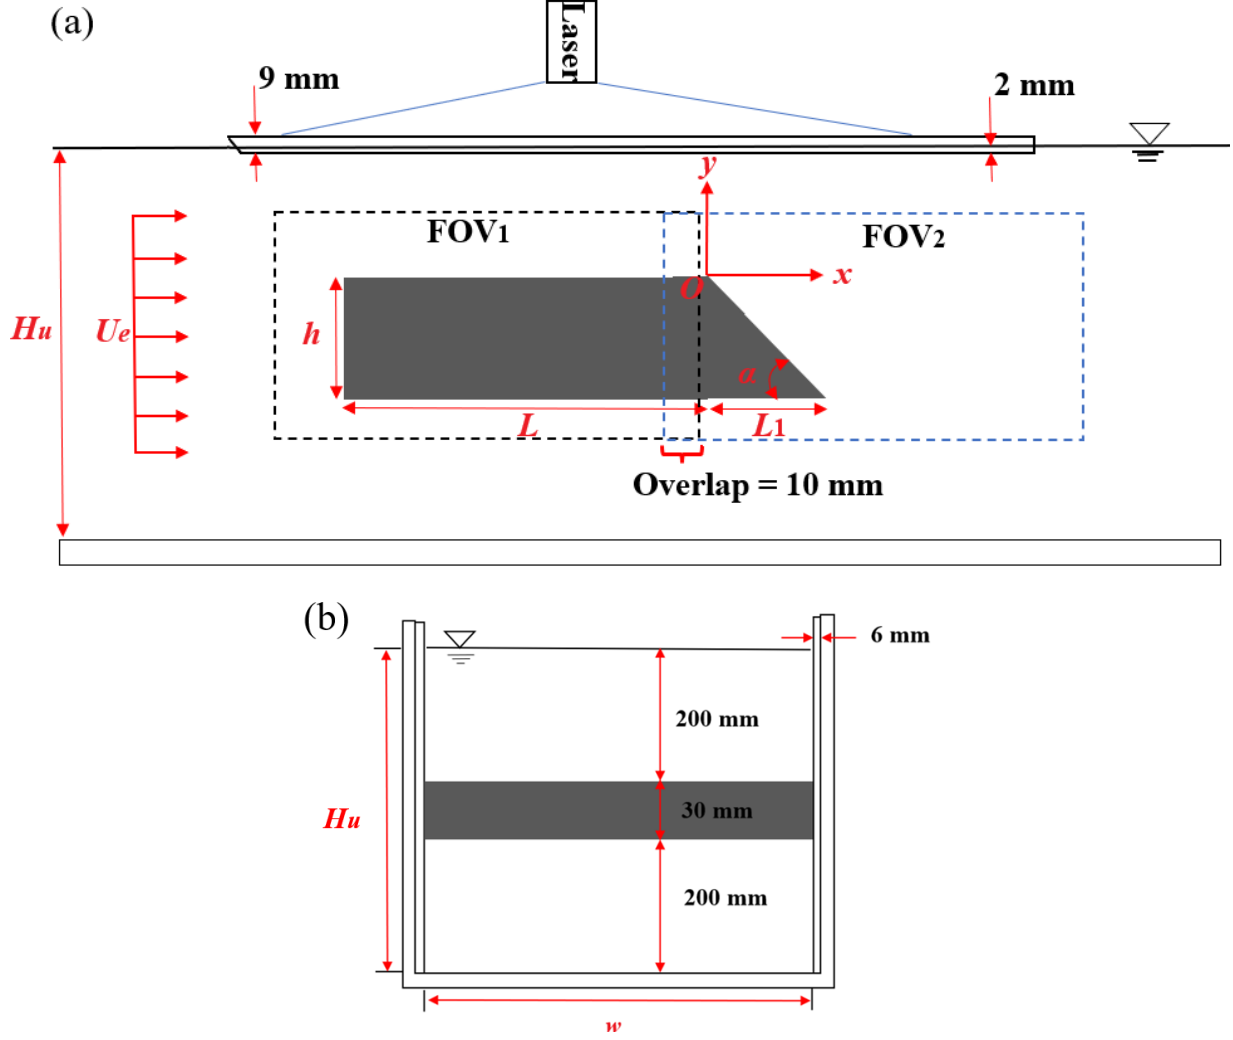 (a)
Laser
9 mm
2 mm
y
FOV1
FOV2
O
x
Hu
Ue
h
α
L
L1
Overlap = 10 mm
(b)
6 mm
200 mm
30 mm
Hu
200 mm
w